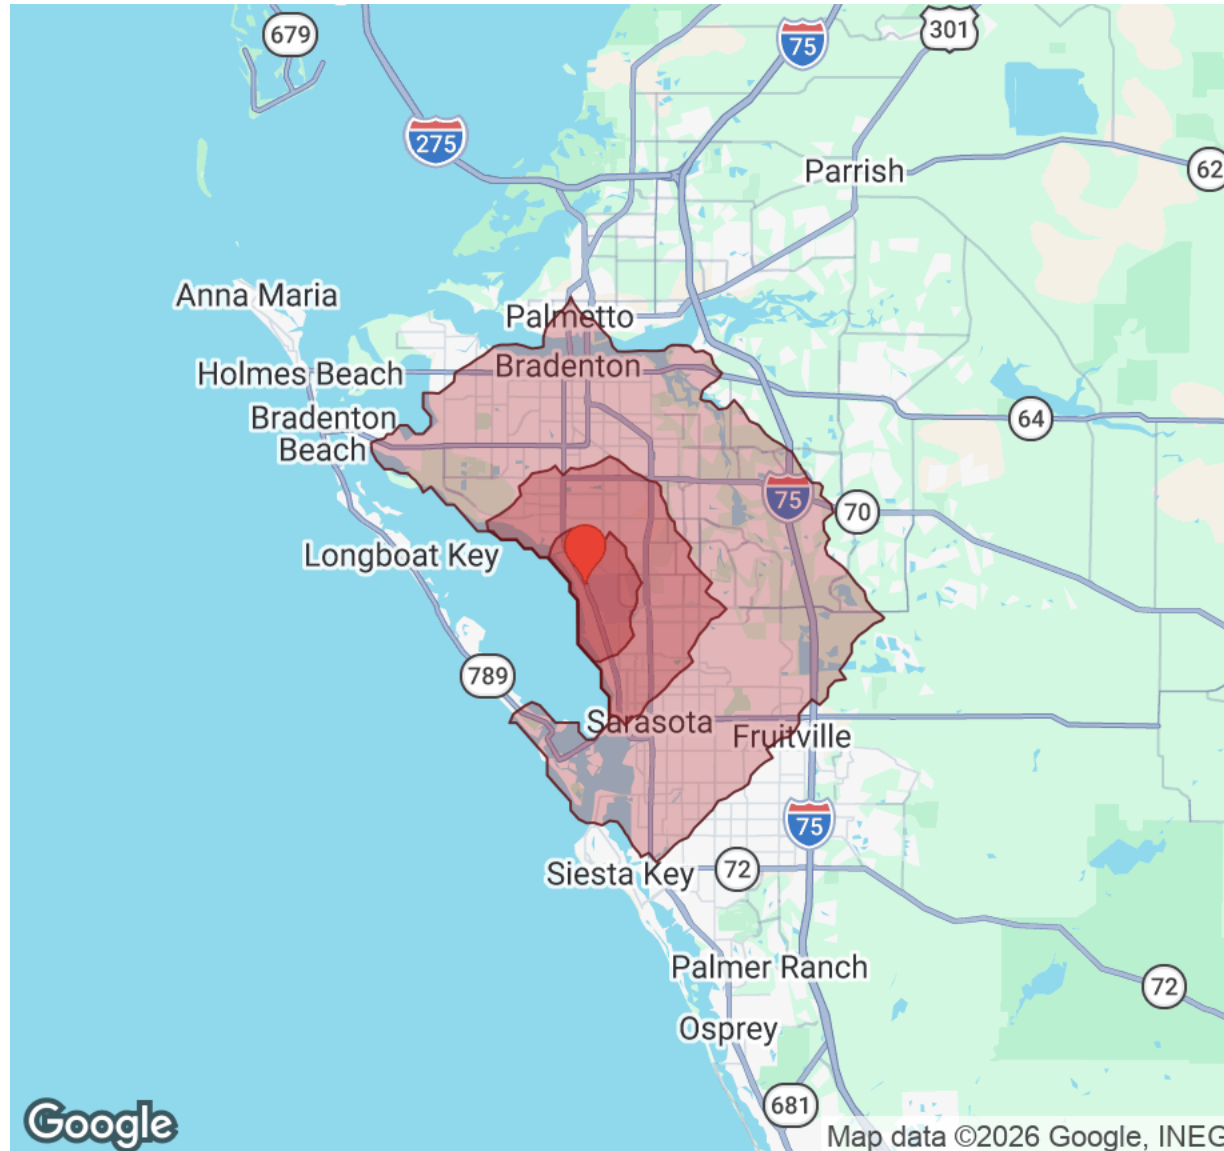 679
75
301
275
Parrish
62
Anna Maria
Palmetto
Holmes Beach
Bradenton
Bradenton
Beach
64
75
70
Longboat Key
789
Sarasota
Fruitville
75
Siesta Key
72
Palmer Ranch
72
Osprey
681
Google
Map data ©2026 Google, INEG